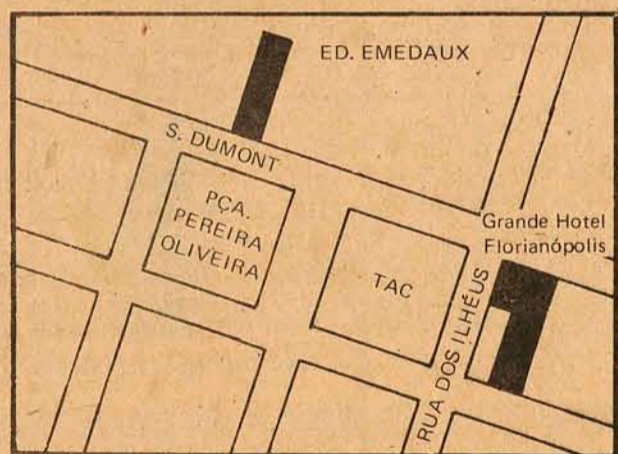 ED. EMEDAUX
S. DUMONT
PÇA.
PEREIRA
OLIVEIRA
TAC
Grande Hotel
Florianópolis
RUA DOS ILHÉUS